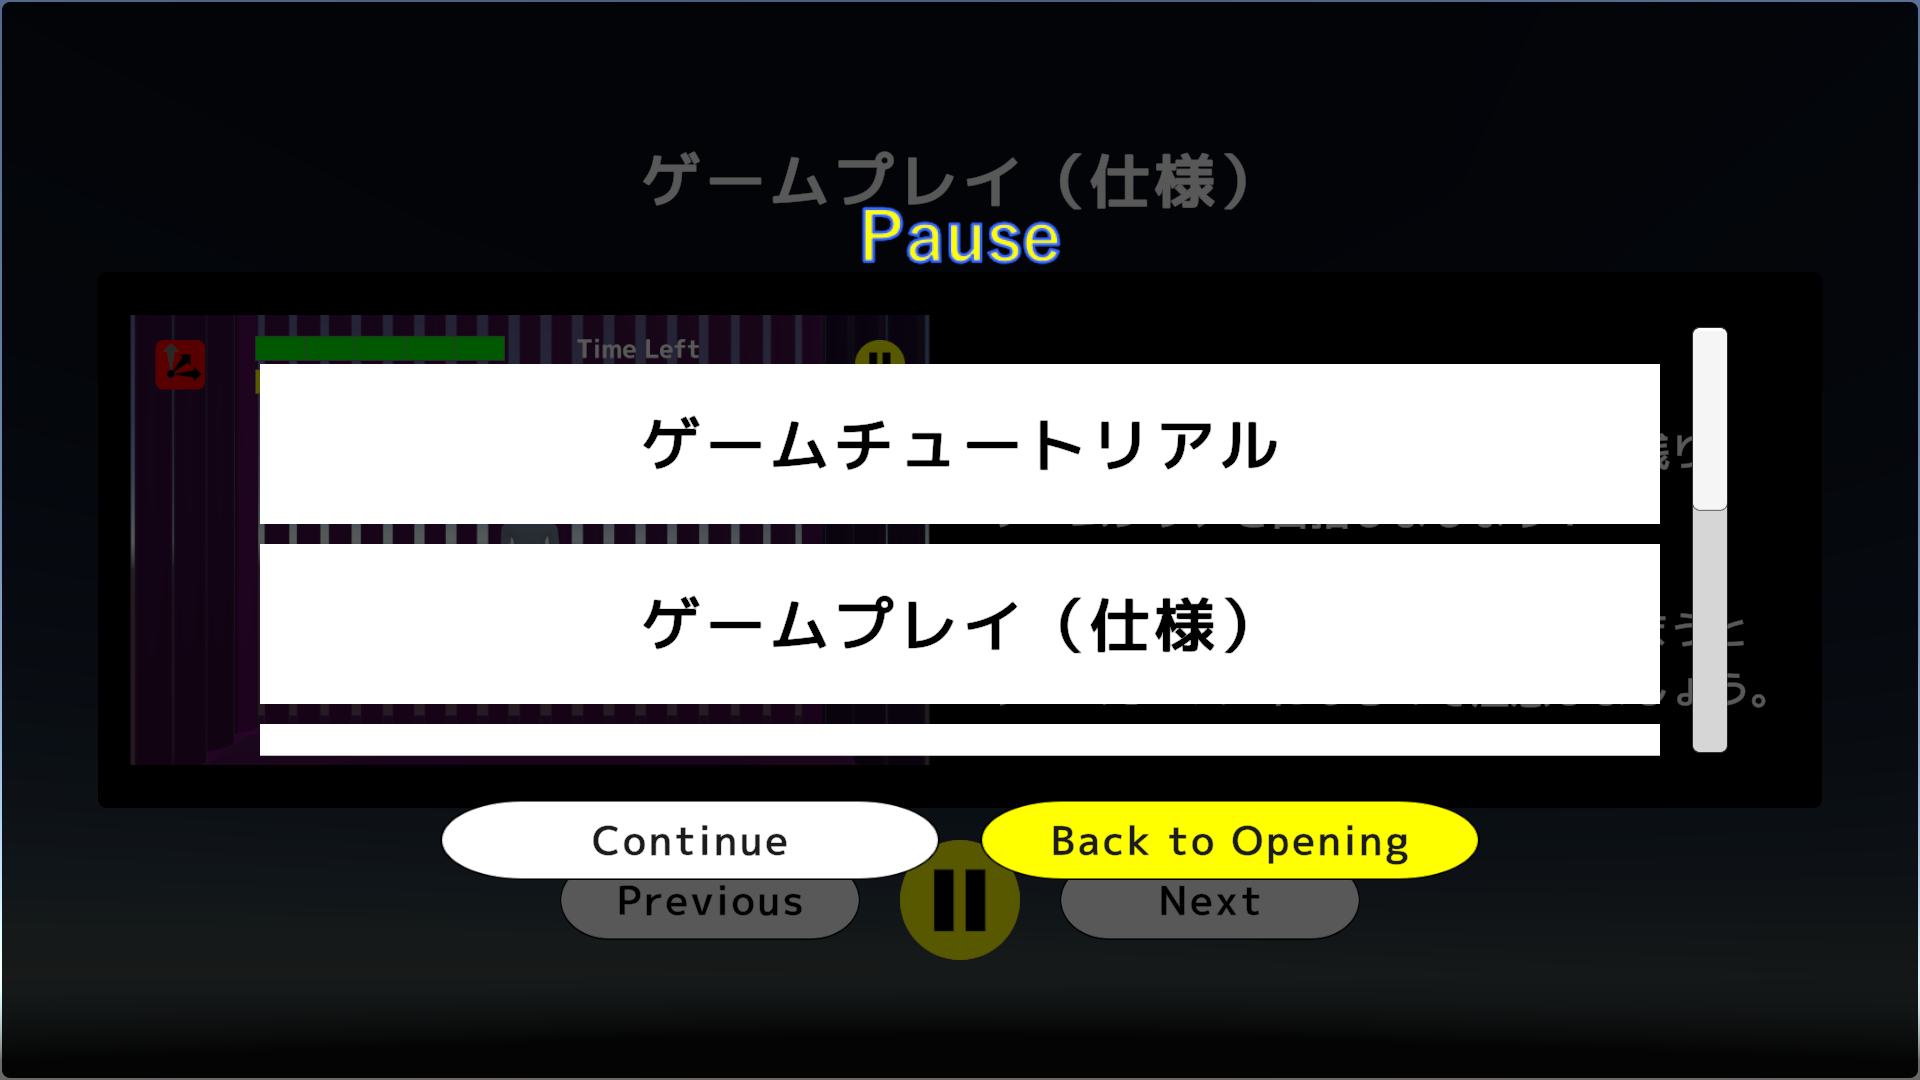 ゲームプレイ（仕様）
Pause
Time Left
ゲームチュートリアル
ゲームプレイ（仕様）
Continue
Back to Opening
Previous
Next